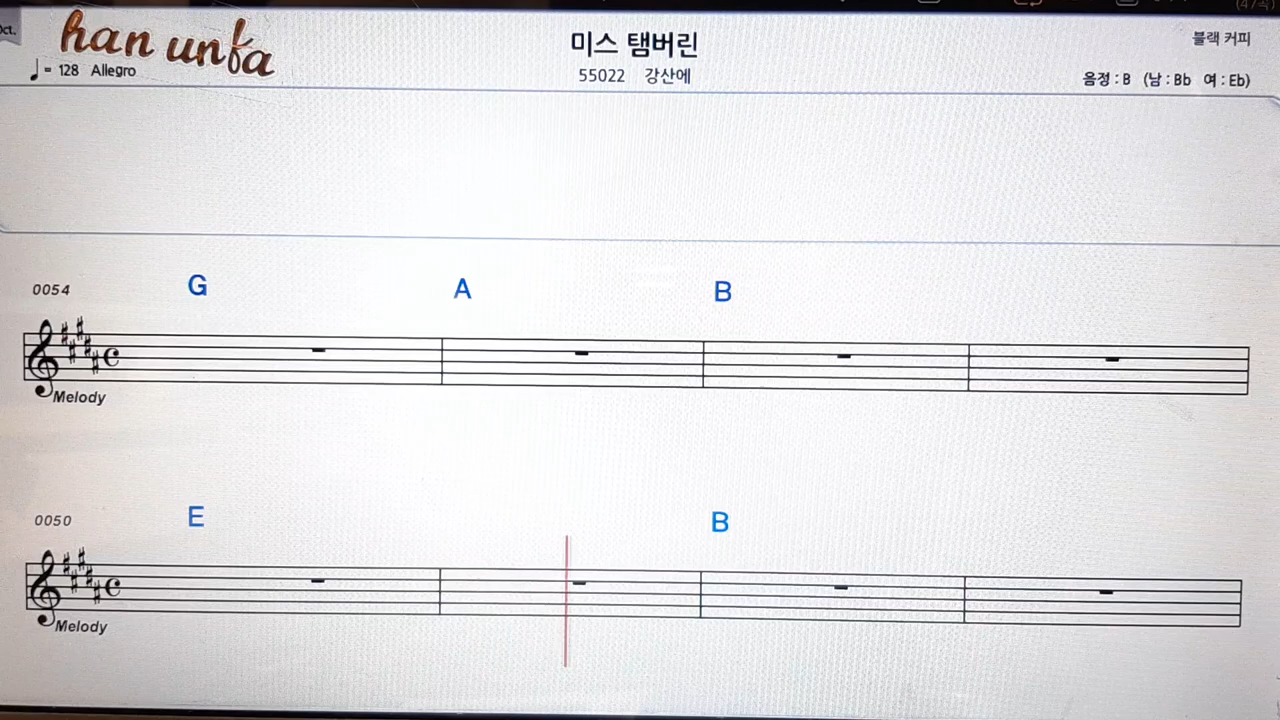 Oct.
han unfa
♩= 128 Allegro
미스 탬버린
55022 강산에
블랙 커피
음정 : B (남 : Bb 여 : Eb)
0054 G A B
Melody
0050 E B
Melody